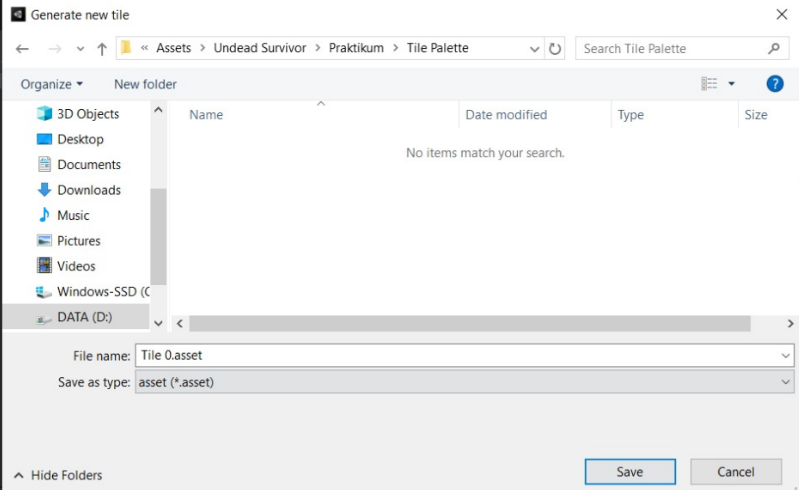 Generate new tile
« Assets > Undead Survivor > Praktikum > Tile Palette
Search Tile Palette
Organize
New folder
?
3D Objects
Desktop
Documents
Downloads
Music
Pictures
Videos
Windows-SSD (C
DATA (D:)
Name
Date modified
Type
Size
No items match your search.
File name: Tile 0.asset
Save as type: asset (*.asset)
Hide Folders
Save
Cancel